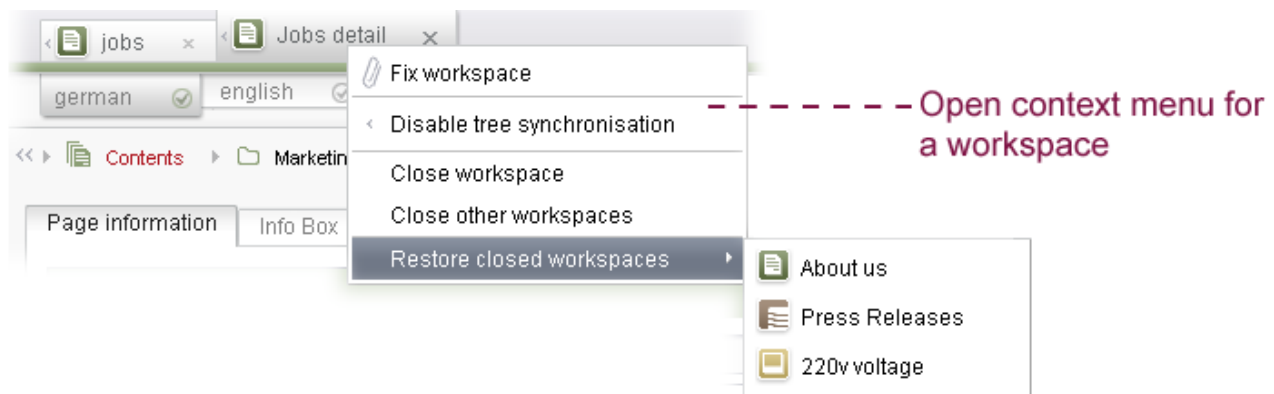 jobs
Jobs detail
german
english
Fix workspace
Disable tree synchronisation
Contents
Marketin
Close workspace
Close other workspaces
Page information
Info Box
Restore closed workspaces
About us
Press Releases
220v voltage
Open context menu for
a workspace